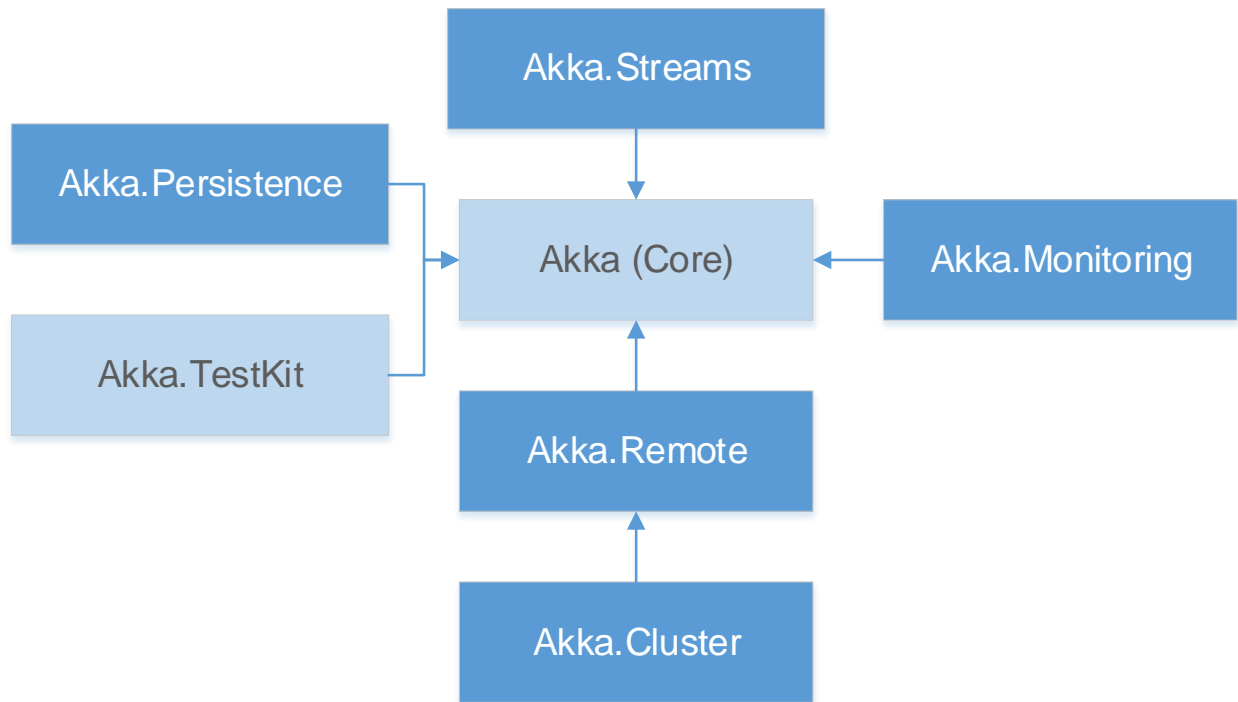 Akka.Streams
Akka.Persistence
Akka (Core)
Akka.Monitoring
Akka.TestKit
Akka.Remote
Akka.Cluster